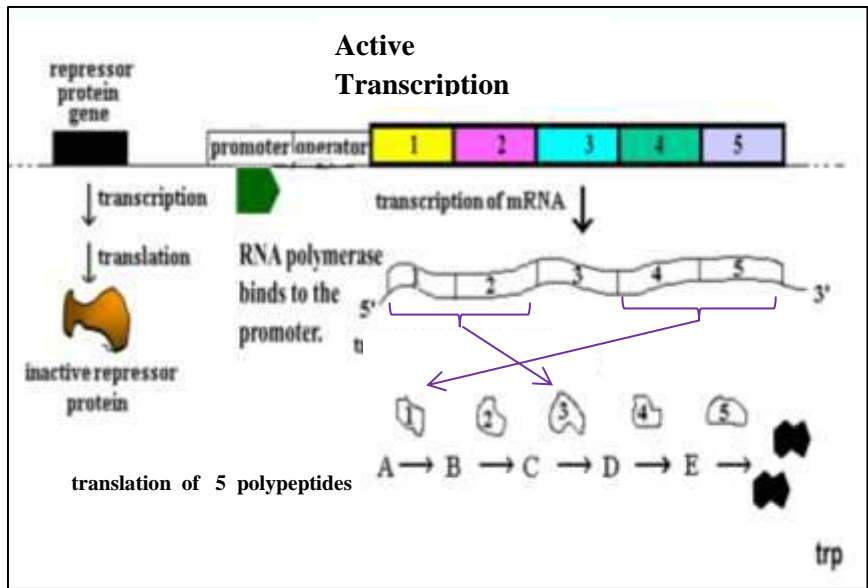 Active
Transcription
repressor
protein
gene
promoter operator 1 2 3 4 5
transcription
transcription of mRNA
translation
RNA polymerase
binds to the
promoter.
2 3 4 5
5' 3'
inactive repressor
protein
1 2 3 4 5
A → B → C → D → E →
translation of 5 polypeptides
trp